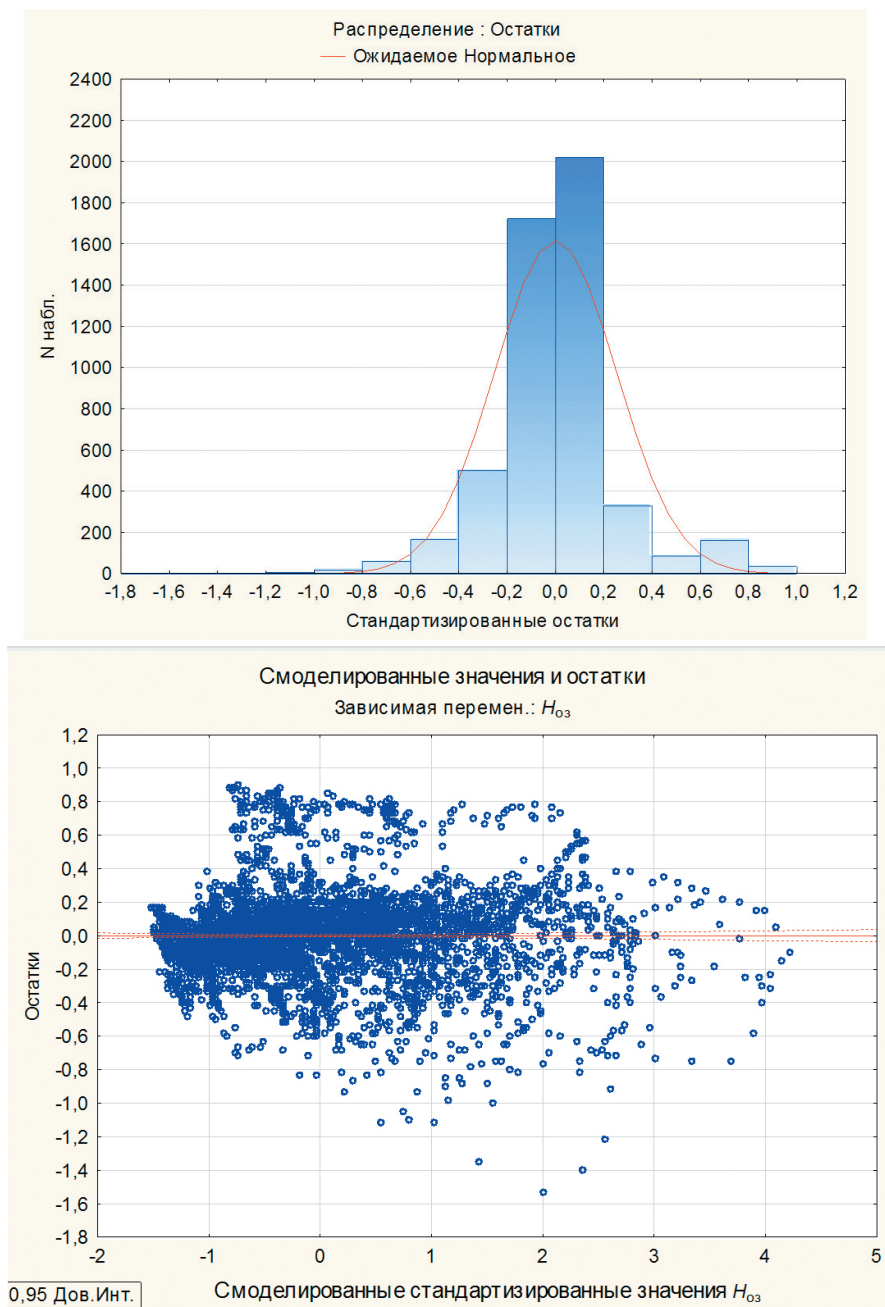 Распределение : Остатки
Ожидаемое Нормальное
2400
2200
2000
1800
1600
1400
1200
1000
800
600
400
200
0
N набл.
-1,8 -1,6 -1,4 -1,2 -1,0 -0,8 -0,6 -0,4 -0,2 0,0 0,2 0,4 0,6 0,8 1,0 1,2
Стандартизированные остатки
Смоделированные значения и остатки
Зависимая перемен.: Hоз
1,2
1,0
0,8
0,6
0,4
0,2
0,0
-0,2
-0,4
-0,6
-0,8
-1,0
-1,2
-1,4
-1,6
-1,8
Остатки
-2 -1 0 1 2 3 4 5
0,95 Дов.Инт.
Смоделированные стандартизированные значения Hоз